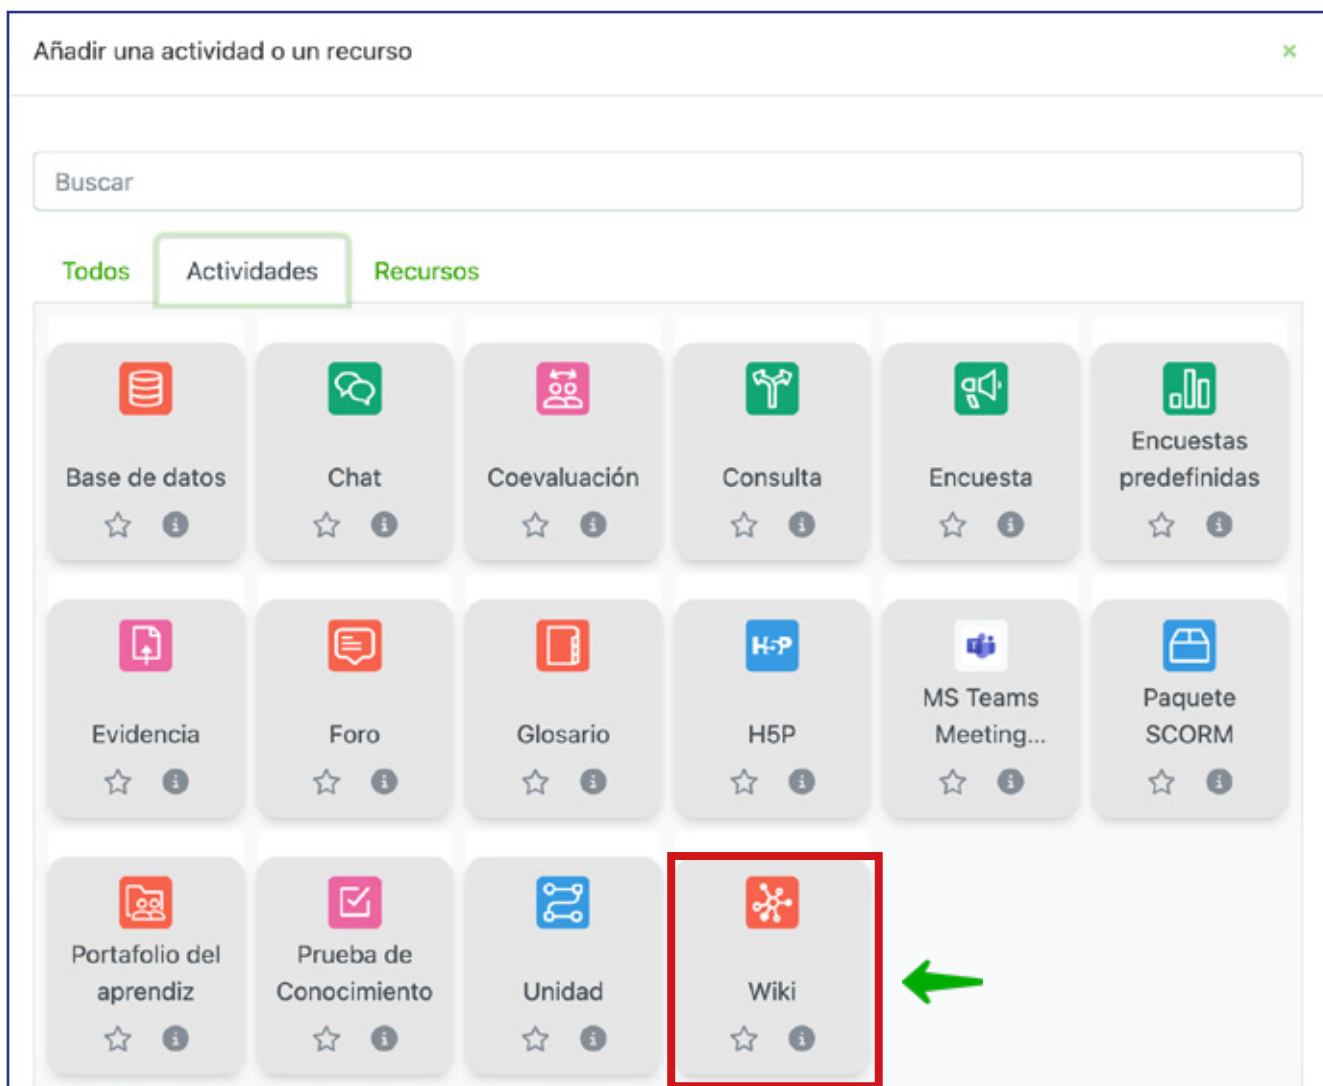 Añadir una actividad o un recurso
×
Buscar
Todos Actividades Recursos
Base de datos
Chat
Coevaluación
Consulta
Encuesta
Encuestas
predefinidas
Evidencia
Foro
Glosario
H5P
H5P
MS Teams
Meeting...
Paquete
SCORM
Portafolio del
aprendiz
Prueba de
Conocimiento
Unidad
Wiki